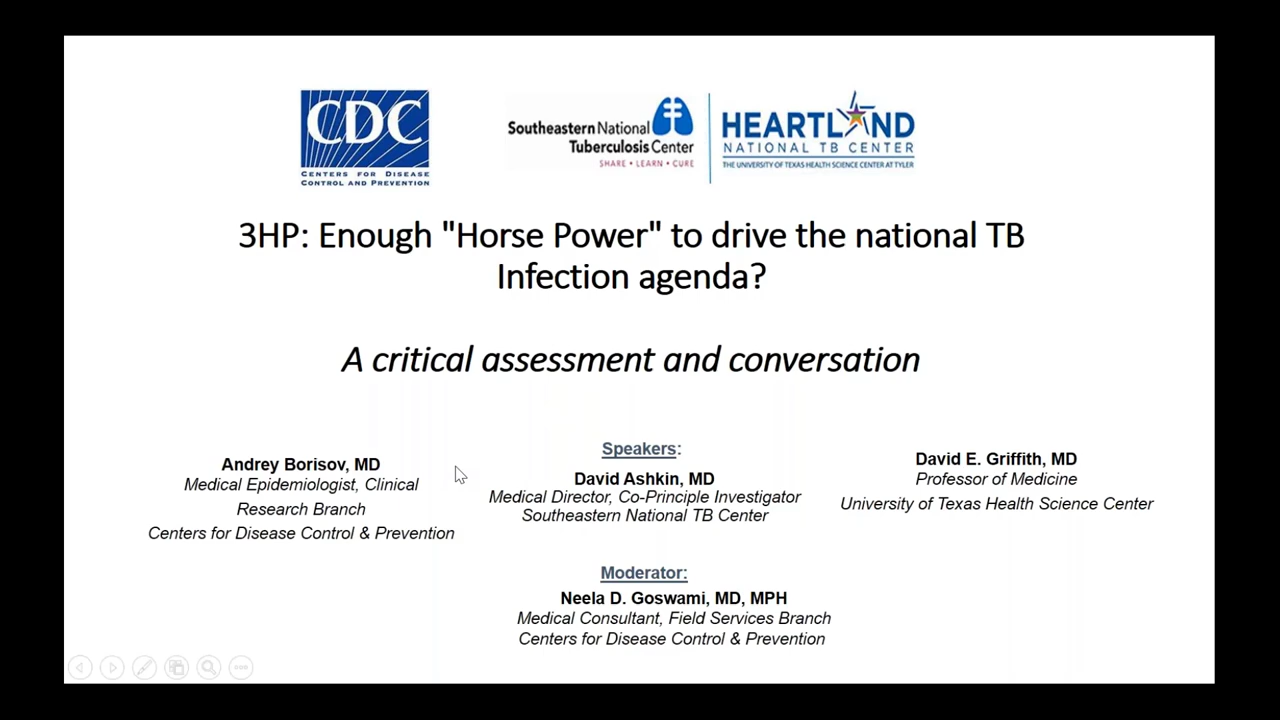 CDC
CENTERS FOR DISEASE
CONTROL AND PREVENTION
Southeastern National
Tuberculosis Center
SHARE • LEARN • CURE
HEARTLAND
NATIONAL TB CENTER
THE UNIVERSITY OF TEXAS HEALTH SCIENCE CENTER AT TYLER
3HP: Enough "Horse Power" to drive the national TB
Infection agenda?
A critical assessment and conversation
Speakers:
Andrey Borisov, MD
Medical Epidemiologist, Clinical
Research Branch
Centers for Disease Control & Prevention
David Ashkin, MD
Medical Director, Co-Principle Investigator
Southeastern National TB Center
David E. Griffith, MD
Professor of Medicine
University of Texas Health Science Center
Moderator:
Neela D. Goswami, MD, MPH
Medical Consultant, Field Services Branch
Centers for Disease Control & Prevention